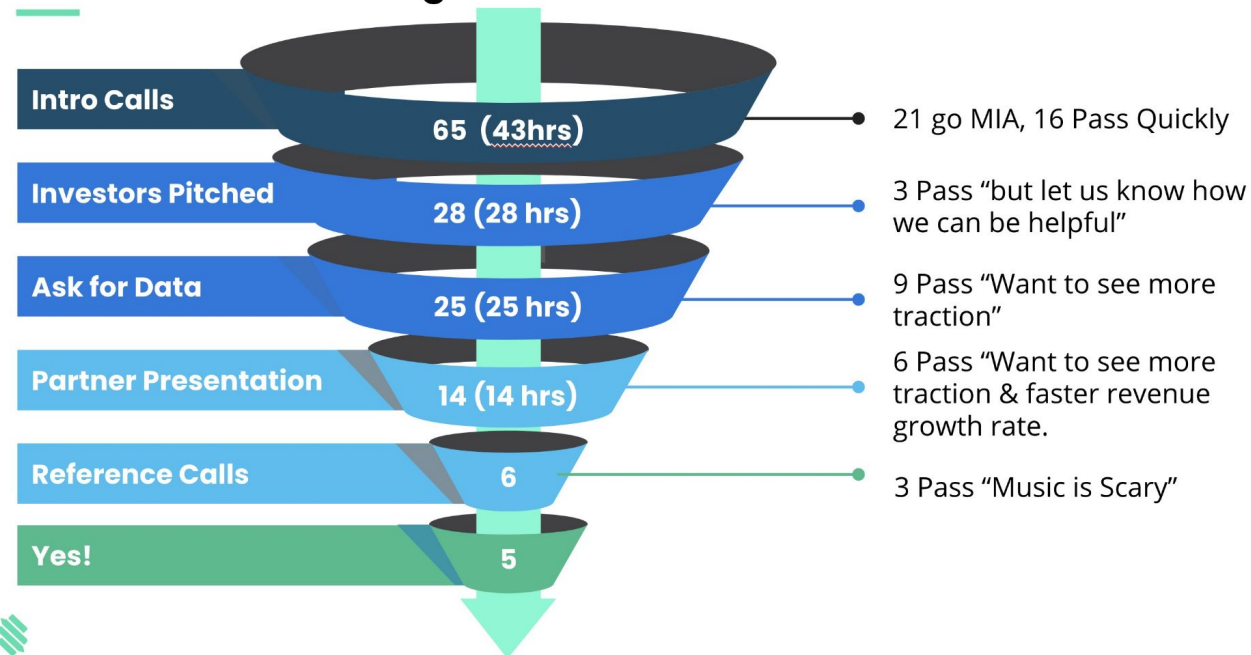 Intro Calls
65 (43hrs)
21 go MIA, 16 Pass Quickly
Investors Pitched
28 (28 hrs)
3 Pass “but let us know how
we can be helpful”
Ask for Data
25 (25 hrs)
9 Pass “Want to see more
traction”
Partner Presentation
14 (14 hrs)
6 Pass “Want to see more
traction & faster revenue
growth rate.
Reference Calls
6
3 Pass “Music is Scary”
Yes!
5